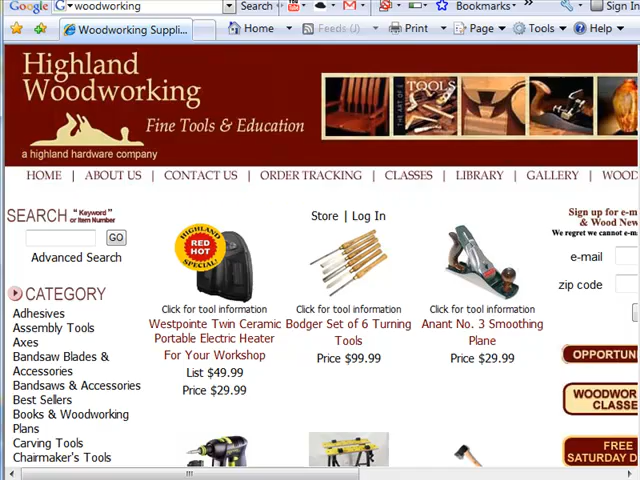 Google
woodworking
Search
Bookmarks
Sign In
Woodworking Suppli...
Home
Feeds (J)
Print
Page
Tools
Help
Highland
Woodworking
Fine Tools & Education
a highland hardware company
THE ART OF
TOOLS
HOME | ABOUT US | CONTACT US | ORDER TRACKING | CLASSES | LIBRARY | GALLERY | WOOD
SEARCH "Keyword
or Item Number"
GO
Advanced Search
CATEGORY
Adhesives
Assembly Tools
Axes
Bandsaw Blades &
Accessories
Bandsaws & Accessories
Best Sellers
Books & Woodworking
Plans
Carving Tools
Chairmaker's Tools
Store | Log In
HIGHLAND
RED
HOT
SPECIAL!
Click for tool information
Westpointe Twin Ceramic
Portable Electric Heater
For Your Workshop
List $49.99
Price $29.99
Click for tool information
Bodger Set of 6 Turning
Tools
Price $99.99
Click for tool information
Anant No. 3 Smoothing
Plane
Price $29.99
Sign up for e-m
& Wood New
We regret we cannot e-m
e-mail
zip code
OPPORTUN
WOODWOR
CLASSE
FREE
SATURDAY D